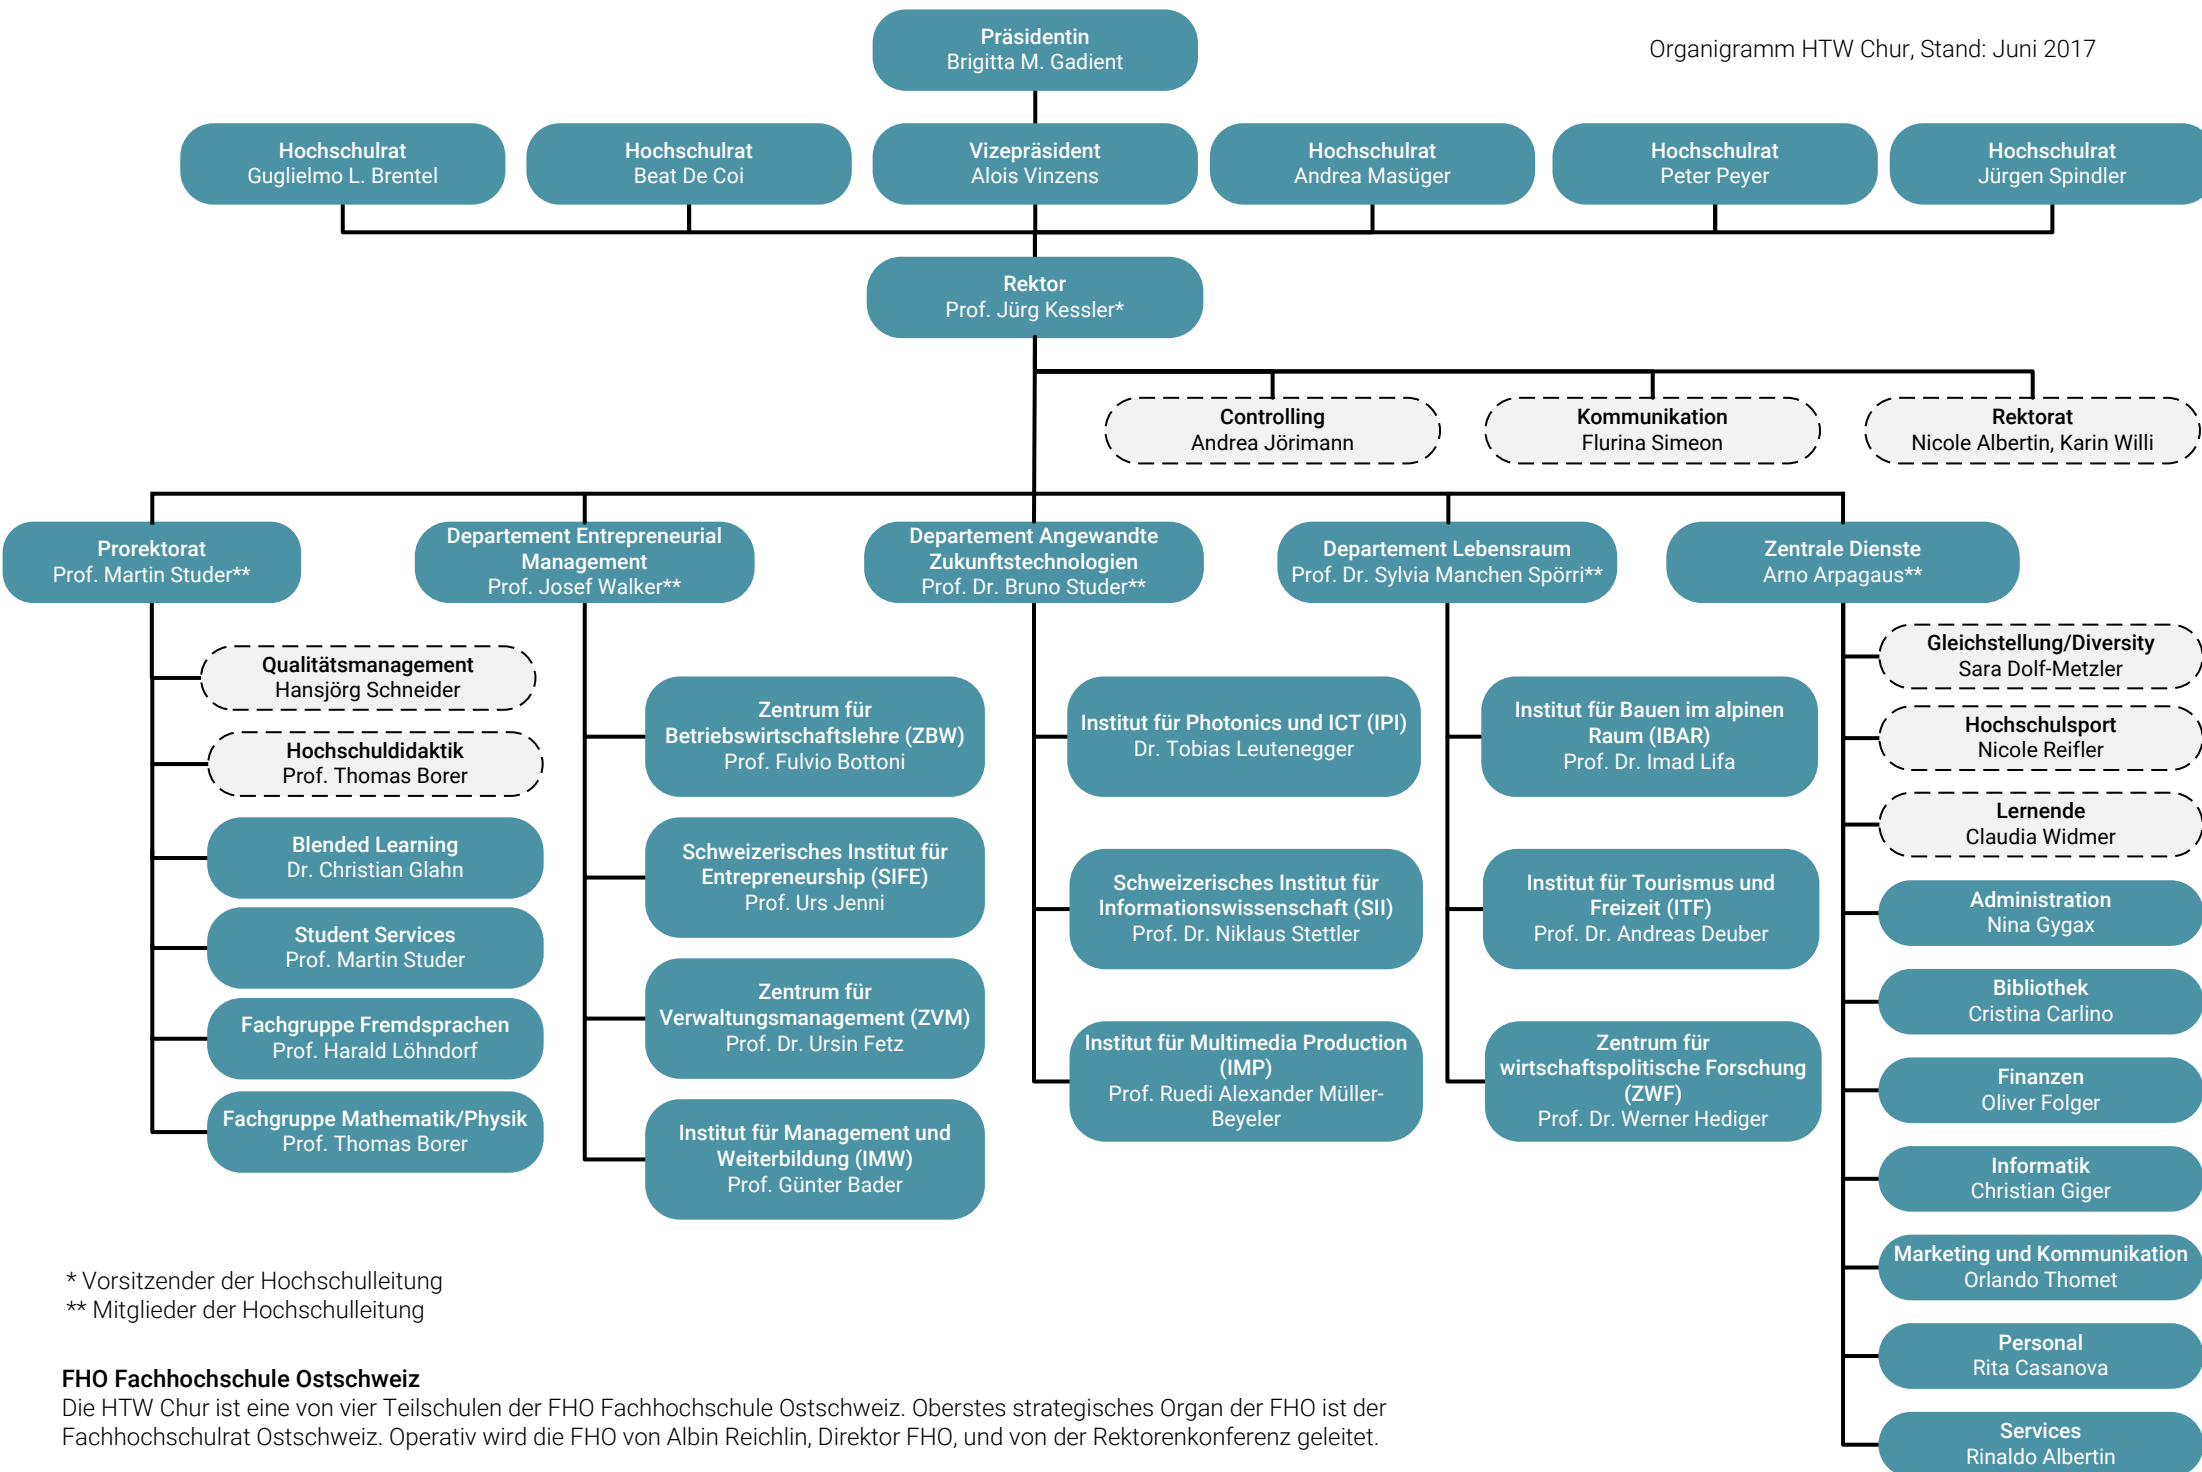 Organigramm HTW Chur, Stand: Juni 2017
Präsidentin
Brigitta M. Gadient
Hochschulrat
Guglielmo L. Brentel
Hochschulrat
Beat De Coi
Vizepräsident
Alois Vinzens
Hochschulrat
Andrea Masüger
Hochschulrat
Peter Peyer
Hochschulrat
Jürgen Spindler
Rektor
Prof. Jürg Kessler*
Controlling
Andrea Jörimann
Kommunikation
Flurina Simeon
Rektorat
Nicole Albertin, Karin Willi
Prorektorat
Prof. Martin Studer**
Qualitätsmanagement
Hansjörg Schneider
Hochschuldidaktik
Prof. Thomas Borer
Blended Learning
Dr. Christian Glahn
Student Services
Prof. Martin Studer
Fachgruppe Fremdsprachen
Prof. Harald Löhndorf
Fachgruppe Mathematik/Physik
Prof. Thomas Borer
Departement Entrepreneurial
Management
Prof. Josef Walker**
Zentrum für
Betriebswirtschaftslehre (ZBW)
Prof. Fulvio Bottoni
Schweizerisches Institut für
Entrepreneurship (SIFE)
Prof. Urs Jenni
Zentrum für
Verwaltungsmanagement (ZVM)
Prof. Dr. Ursin Fetz
Institut für Management und
Weiterbildung (IMW)
Prof. Günter Bader
Departement Angewandte
Zukunftstechnologien
Prof. Dr. Bruno Studer**
Institut für Photonics und ICT (IPI)
Dr. Tobias Leutenegger
Schweizerisches Institut für
Informationswissenschaft (SII)
Prof. Dr. Niklaus Stettler
Institut für Multimedia Production
(IMP)
Prof. Ruedi Alexander Müller-
Beyeler
Departement Lebensraum
Prof. Dr. Sylvia Manchen Spörri**
Institut für Bauen im alpinen
Raum (IBAR)
Prof. Dr. Imad Lifa
Institut für Tourismus und
Freizeit (ITF)
Prof. Dr. Andreas Deuber
Zentrum für
wirtschaftspolitische Forschung
(ZWF)
Prof. Dr. Werner Hediger
Zentrale Dienste
Arno Arpagaus**
Gleichstellung/Diversity
Sara Dolf-Metzler
Hochschulsport
Nicole Reifler
Lernende
Claudia Widmer
Administration
Nina Gygax
Bibliothek
Cristina Carlino
Finanzen
Oliver Folger
Informatik
Christian Giger
Marketing und Kommunikation
Orlando Thomet
Personal
Rita Casanova
Services
Rinaldo Albertin
* Vorsitzender der Hochschulleitung
** Mitglieder der Hochschulleitung
FHO Fachhochschule Ostschweiz
Die HTW Chur ist eine von vier Teilschulen der FHO Fachhochschule Ostschweiz. Oberstes strategisches Organ der FHO ist der
Fachhochschulrat Ostschweiz. Operativ wird die FHO von Albin Reichlin, Direktor FHO, und von der Rektorenkonferenz geleitet.